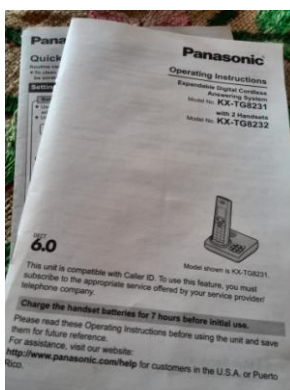 Panasonic
Operating Instructions
Expandable Digital Cordless
Answering System
Model No. KX-TG8231
with 2 Handsets
Model No. KX-TG8232
DECT
6.0
Model shown is KX-TG8231.
This unit is compatible with Caller ID. To use this feature, you must
subscribe to the appropriate service offered by your service provider/
telephone company.
Charge the handset batteries for 7 hours before initial use.
Please read these Operating Instructions before using the unit and save
them for future reference.
For assistance, visit our website:
http://www.panasonic.com/help for customers in the U.S.A. or Puerto
Rico.
Pana
Quick